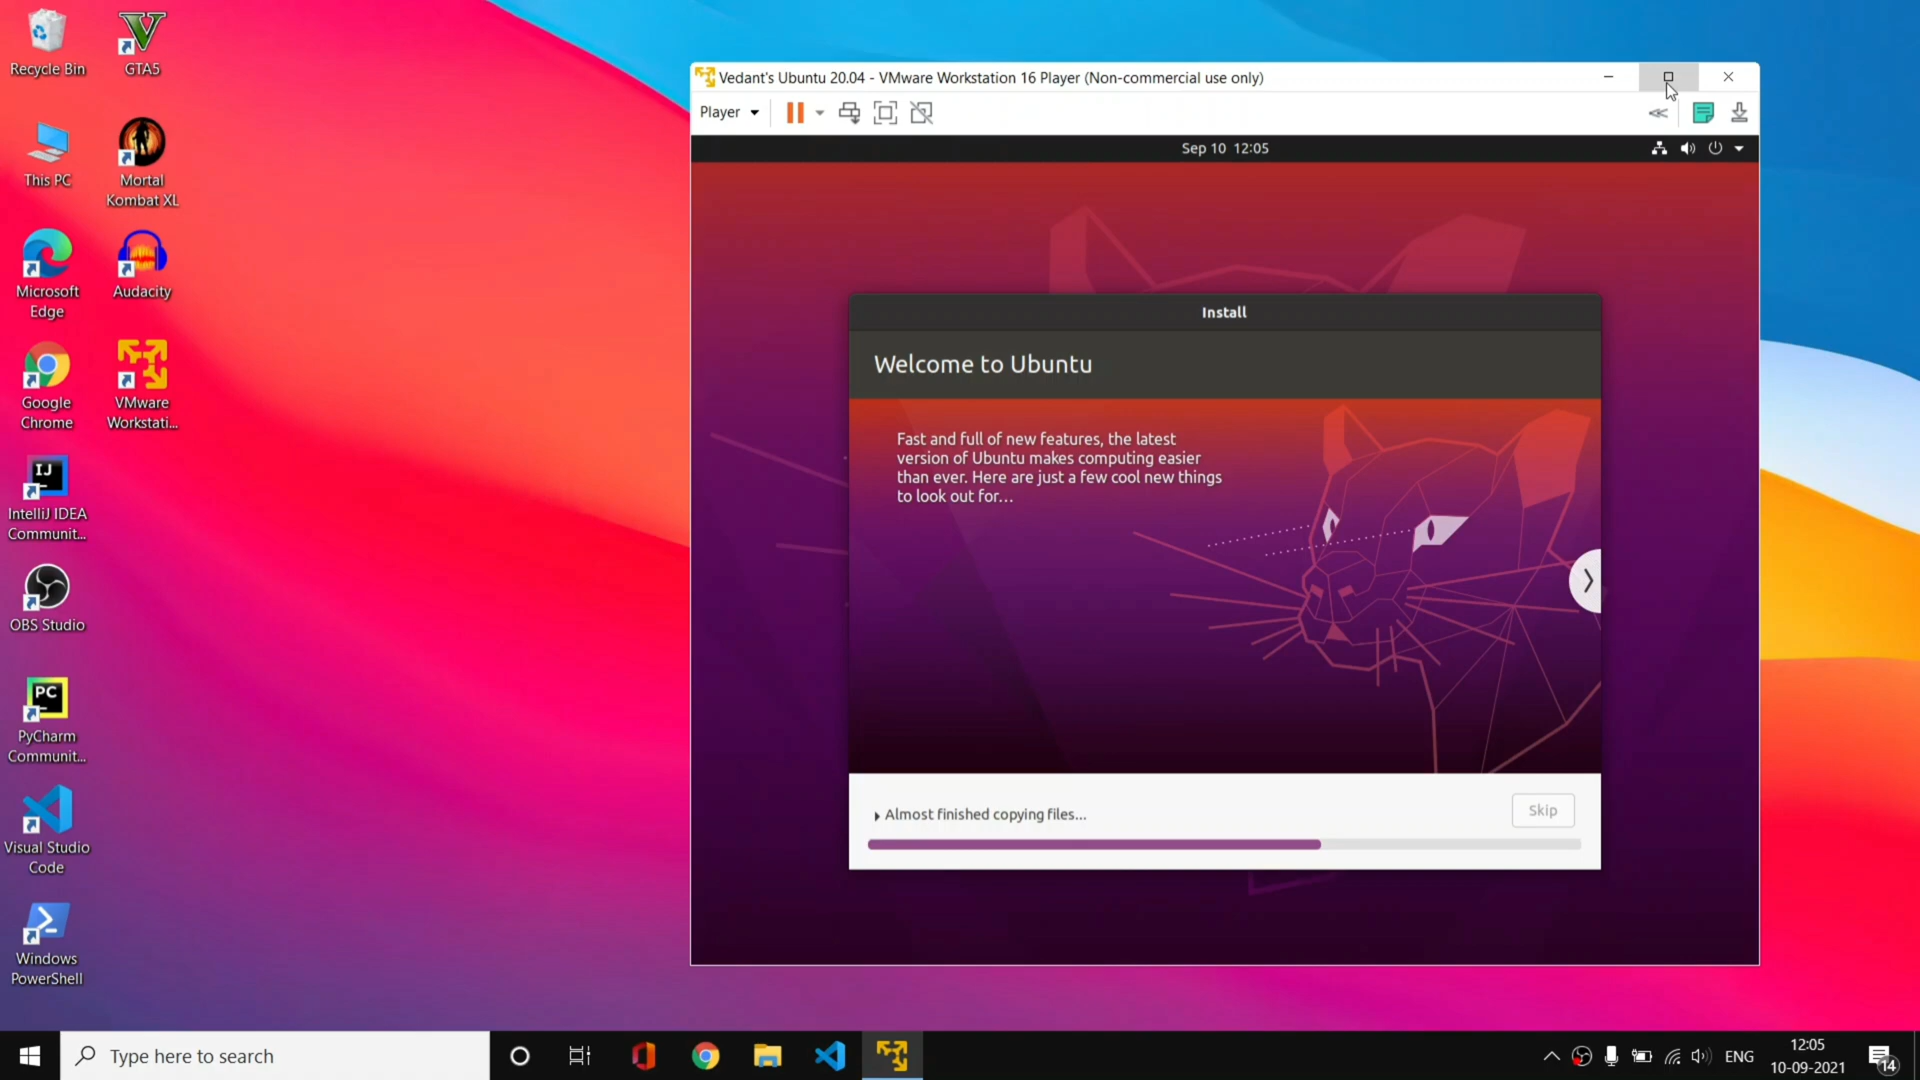 Recycle Bin
GTA5
This PC
Mortal
Kombat XL
Microsoft
Edge
Audacity
Google
Chrome
VMware
Workstati...
IJ
IntelliJ IDEA
Communit...
OBS Studio
PC
PyCharm
Communit...
Visual Studio
Code
Windows
PowerShell
Vedant's Ubuntu 20.04 - VMware Workstation 16 Player (Non-commercial use only)
Player
Sep 10 12:05
Install
Welcome to Ubuntu
Fast and full of new features, the latest
version of Ubuntu makes computing easier
than ever. Here are just a few cool new things
to look out for...
Almost finished copying files...
Skip
Type here to search
ENG
12:05
10-09-2021
14